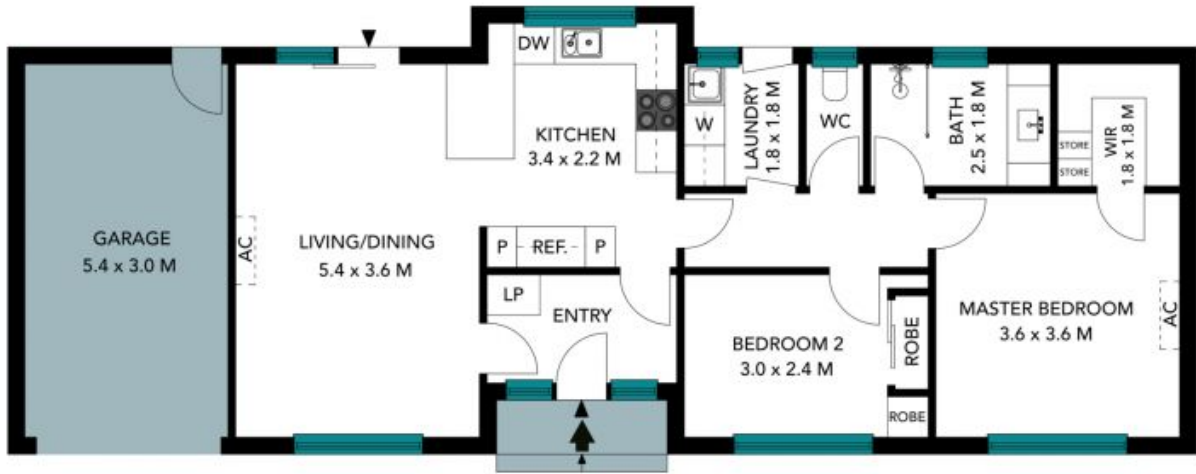 DW
KITCHEN
3.4 x 2.2 M
W
LAUNDRY
1.8 x 1.8 M
WC
BATH
2.5 x 1.8 M
STORE
STORE
WIR
1.8 x 1.8 M
GARAGE
5.4 x 3.0 M
AC
LIVING/DINING
5.4 x 3.6 M
P
REF.
P
LP
ENTRY
BEDROOM 2
3.0 x 2.4 M
ROBE
ROBE
MASTER BEDROOM
3.6 x 3.6 M
AC